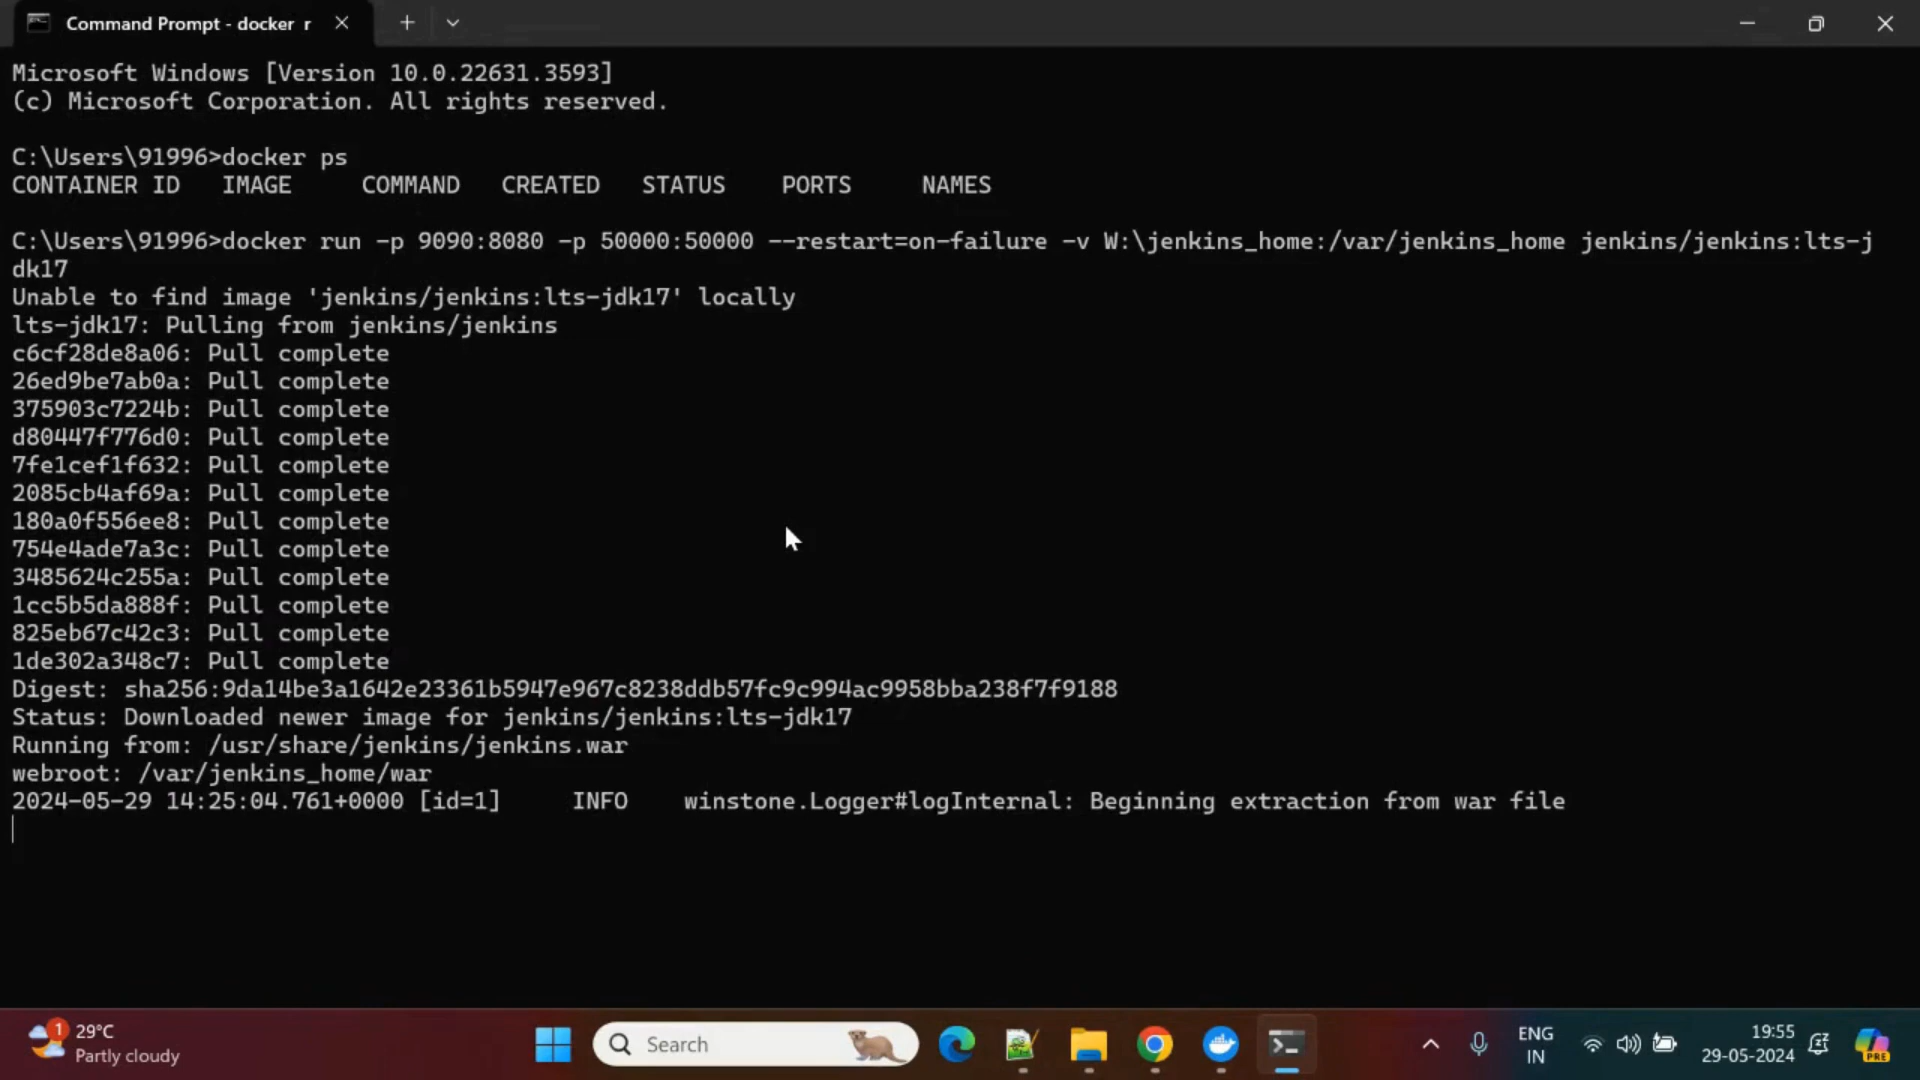 Command Prompt - docker r
Microsoft Windows [Version 10.0.22631.3593]
(c) Microsoft Corporation. All rights reserved.
C:\Users\91996>docker ps
CONTAINER ID IMAGE COMMAND CREATED STATUS PORTS NAMES
C:\Users\91996>docker run -p 9090:8080 -p 50000:50000 --restart=on-failure -v W:\jenkins_home:/var/jenkins_home jenkins/jenkins:lts-j
dk17
Unable to find image 'jenkins/jenkins:lts-jdk17' locally
lts-jdk17: Pulling from jenkins/jenkins
c6cf28de8a06: Pull complete
26ed9be7ab0a: Pull complete
375903c7224b: Pull complete
d80447f776d0: Pull complete
7fe1cef1f632: Pull complete
2085cb4af69a: Pull complete
180a0f556ee8: Pull complete
754e4ade7a3c: Pull complete
3485624c255a: Pull complete
1cc5b5da888f: Pull complete
825eb67c42c3: Pull complete
1de302a348c7: Pull complete
Digest: sha256:9da14be3a1642e23361b5947e967c8238ddb57fc9c994ac9958bba238f7f9188
Status: Downloaded newer image for jenkins/jenkins:lts-jdk17
Running from: /usr/share/jenkins/jenkins.war
webroot: /var/jenkins_home/war
2024-05-29 14:25:04.761+0000 [id=1] INFO winstone.Logger#logInternal: Beginning extraction from war file
1
29°C
Partly cloudy
Search
ENG
IN
19:55
29-05-2024
PRE